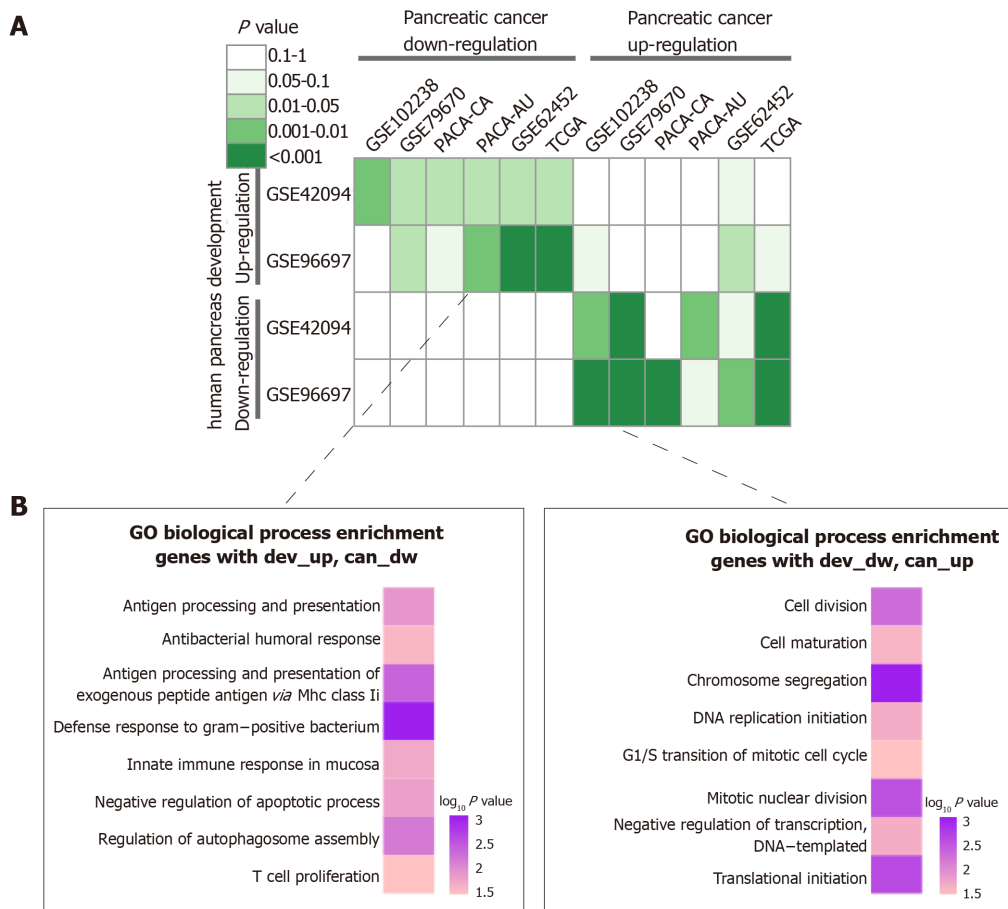 A
P value
0.1-1
0.05-0.1
0.01-0.05
0.001-0.01
<0.001
Pancreatic cancer
down-regulation
Pancreatic cancer
up-regulation
GSE102238
GSE79670
PACA-CA
PACA-AU
GSE62452
TCGA
GSE102238
GSE79670
PACA-CA
PACA-AU
GSE62452
TCGA
human pancreas development
Up-regulation
Down-regulation
GSE42094
GSE96697
GSE42094
GSE96697
B
GO biological process enrichment
genes with dev_up, can_dw
Antigen processing and presentation
Antibacterial humoral response
Antigen processing and presentation of
exogenous peptide antigen via Mhc class Ii
Defense response to gram−positive bacterium
Innate immune response in mucosa
Negative regulation of apoptotic process
Regulation of autophagosome assembly
T cell proliferation
log10 P value
3
2.5
2
1.5
GO biological process enrichment
genes with dev_dw, can_up
Cell division
Cell maturation
Chromosome segregation
DNA replication initiation
G1/S transition of mitotic cell cycle
Mitotic nuclear division
Negative regulation of transcription,
DNA−templated
Translational initiation
log10 P value
3
2.5
2
1.5